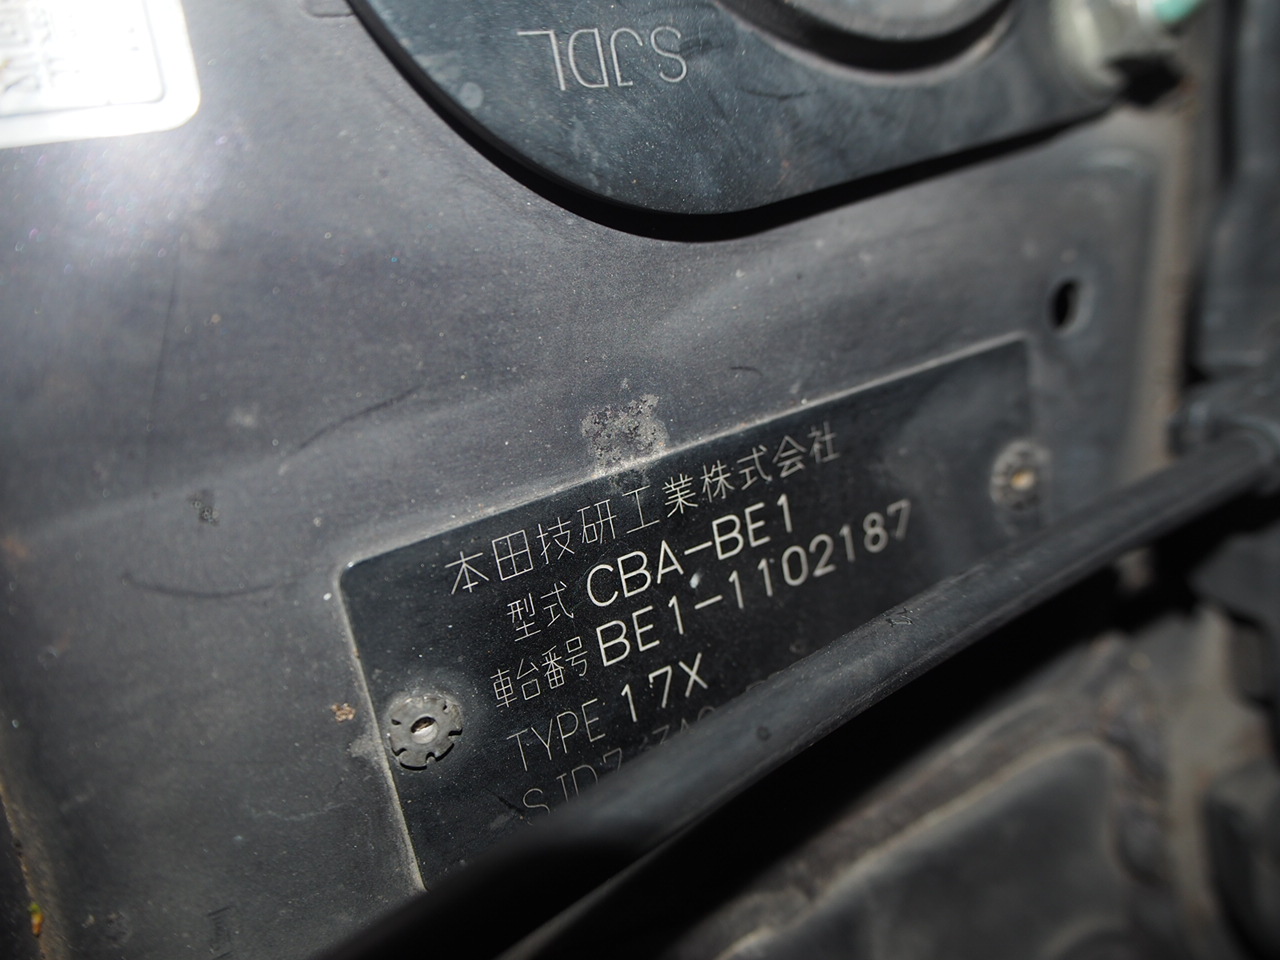 SJDL
本田技研工業株式会社
型式 CBA-BE1
車台番号 BE1-1102187
TYPE 17X